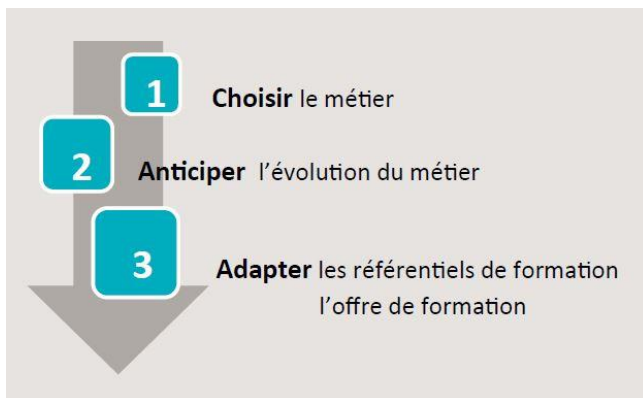 1 Choisir le métier
2 Anticiper l’évolution du métier
3 Adapter les référentiels de formation
l’offre de formation